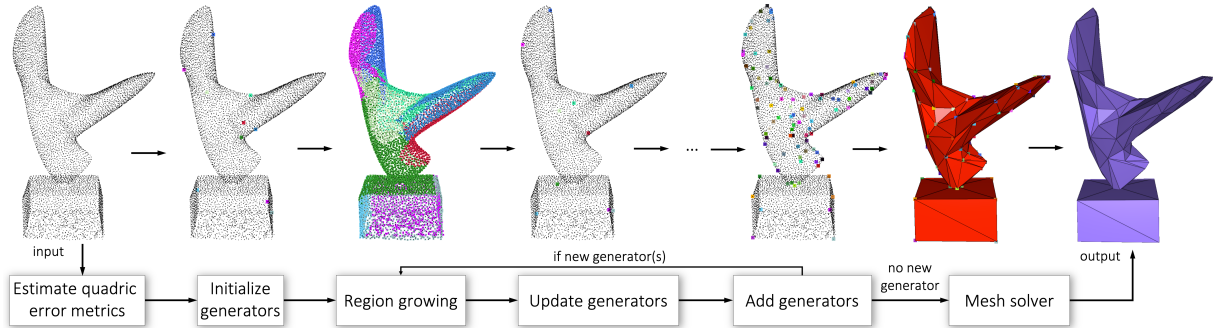 ...
input
output
if new generator(s)
no new
generator
Estimate quadric
error metrics
Initialize
generators
Region growing
Update generators
Add generators
Mesh solver